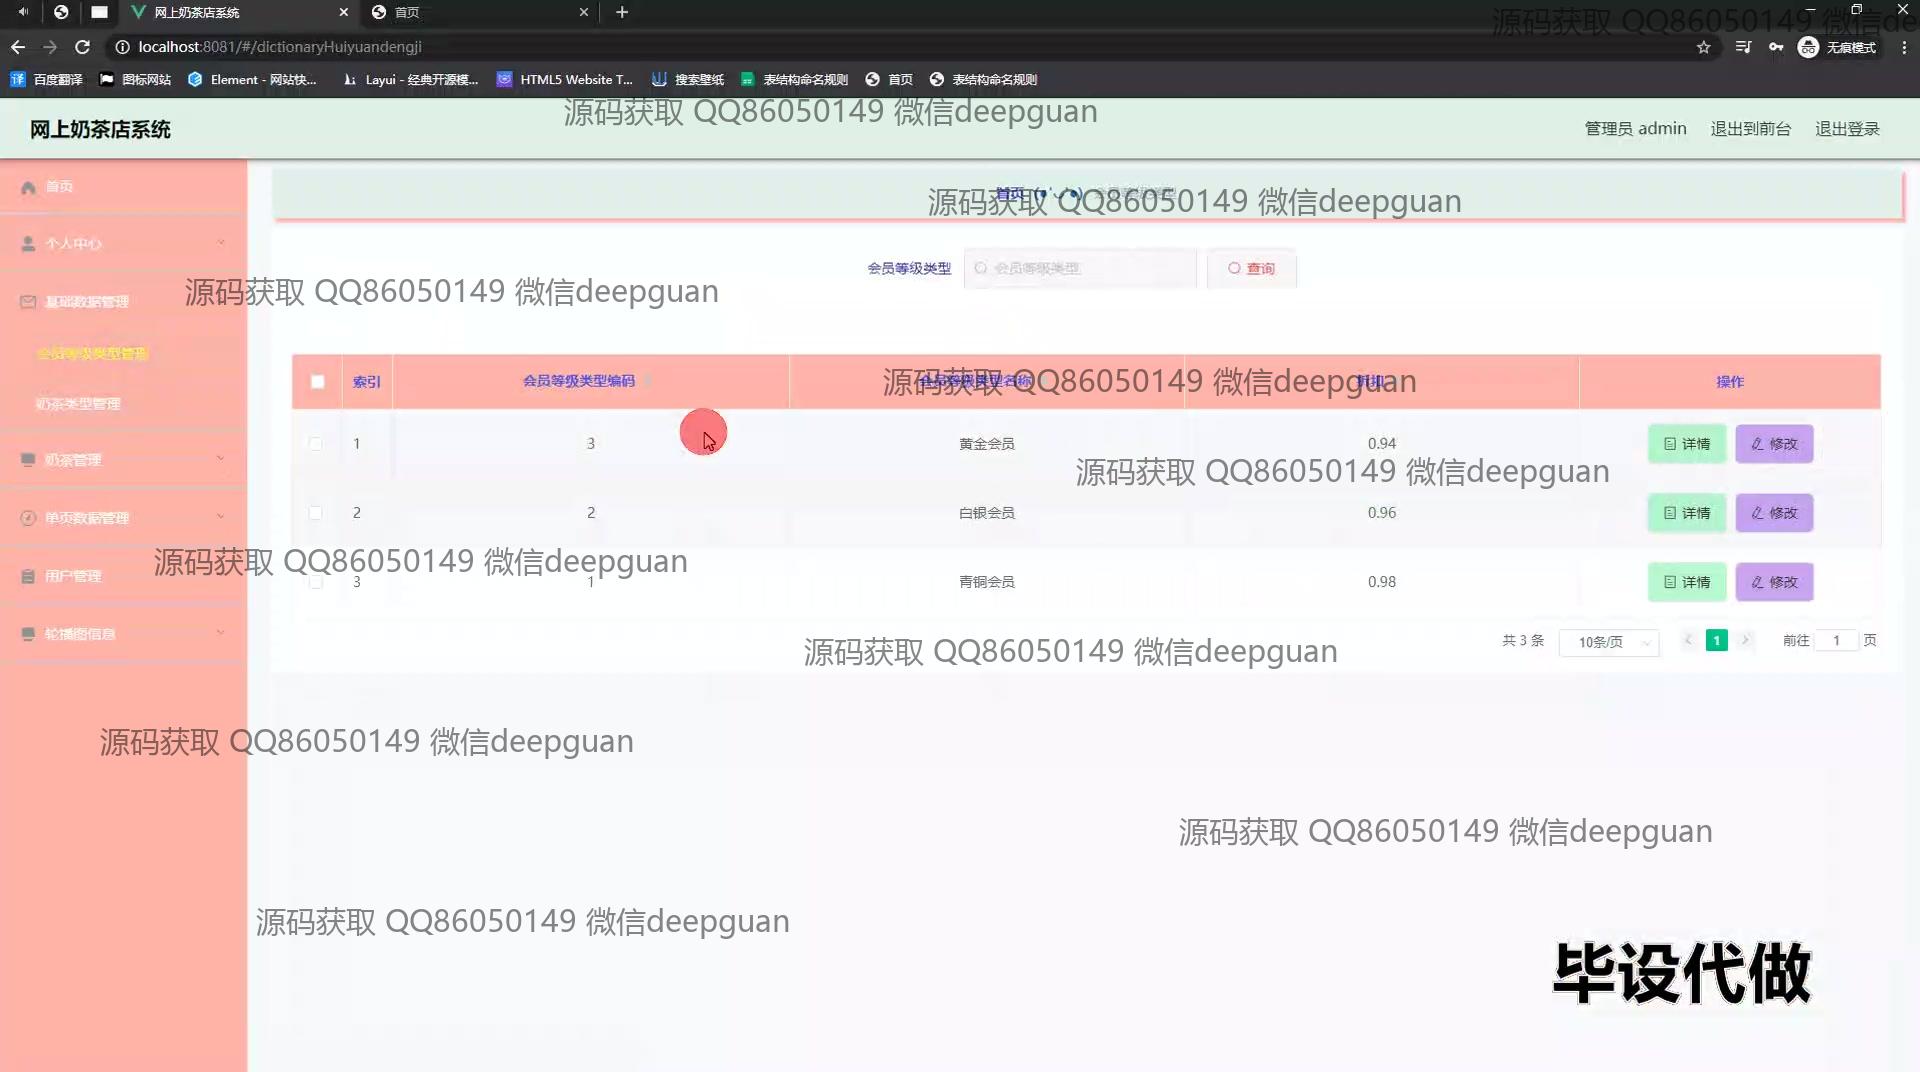 网上奶茶店系统
首页
localhost:8081/#/dictionaryHuiyuandengji
无痕模式
百度翻译
图标网站
Element - 网站快...
Layui - 经典开源模...
HTML5 Website T...
搜索壁纸
表结构命名规则
首页
表结构命名规则
源码获取 QQ86050149 微信de
源码获取 QQ86050149 微信deepguan
网上奶茶店系统
管理员 admin
退出到前台
退出登录
首页
个人中心
基础数据管理
会员等级类型管理
奶茶类型管理
奶茶管理
单页数据管理
用户管理
轮播图信息
首页 (●'◡'●) 会员等级类型
源码获取 QQ86050149 微信deepguan
会员等级类型
会员等级类型
查询
源码获取 QQ86050149 微信deepguan
索引
会员等级类型编码
会员等级类型名称
折扣
操作
源码获取 QQ86050149 微信deepguan
1
3
黄金会员
0.94
详情
修改
源码获取 QQ86050149 微信deepguan
2
2
白银会员
0.96
详情
修改
源码获取 QQ86050149 微信deepguan
3
1
青铜会员
0.98
详情
修改
共 3 条
10条/页
1
前往
1
页
源码获取 QQ86050149 微信deepguan
源码获取 QQ86050149 微信deepguan
源码获取 QQ86050149 微信deepguan
源码获取 QQ86050149 微信deepguan
毕设代做